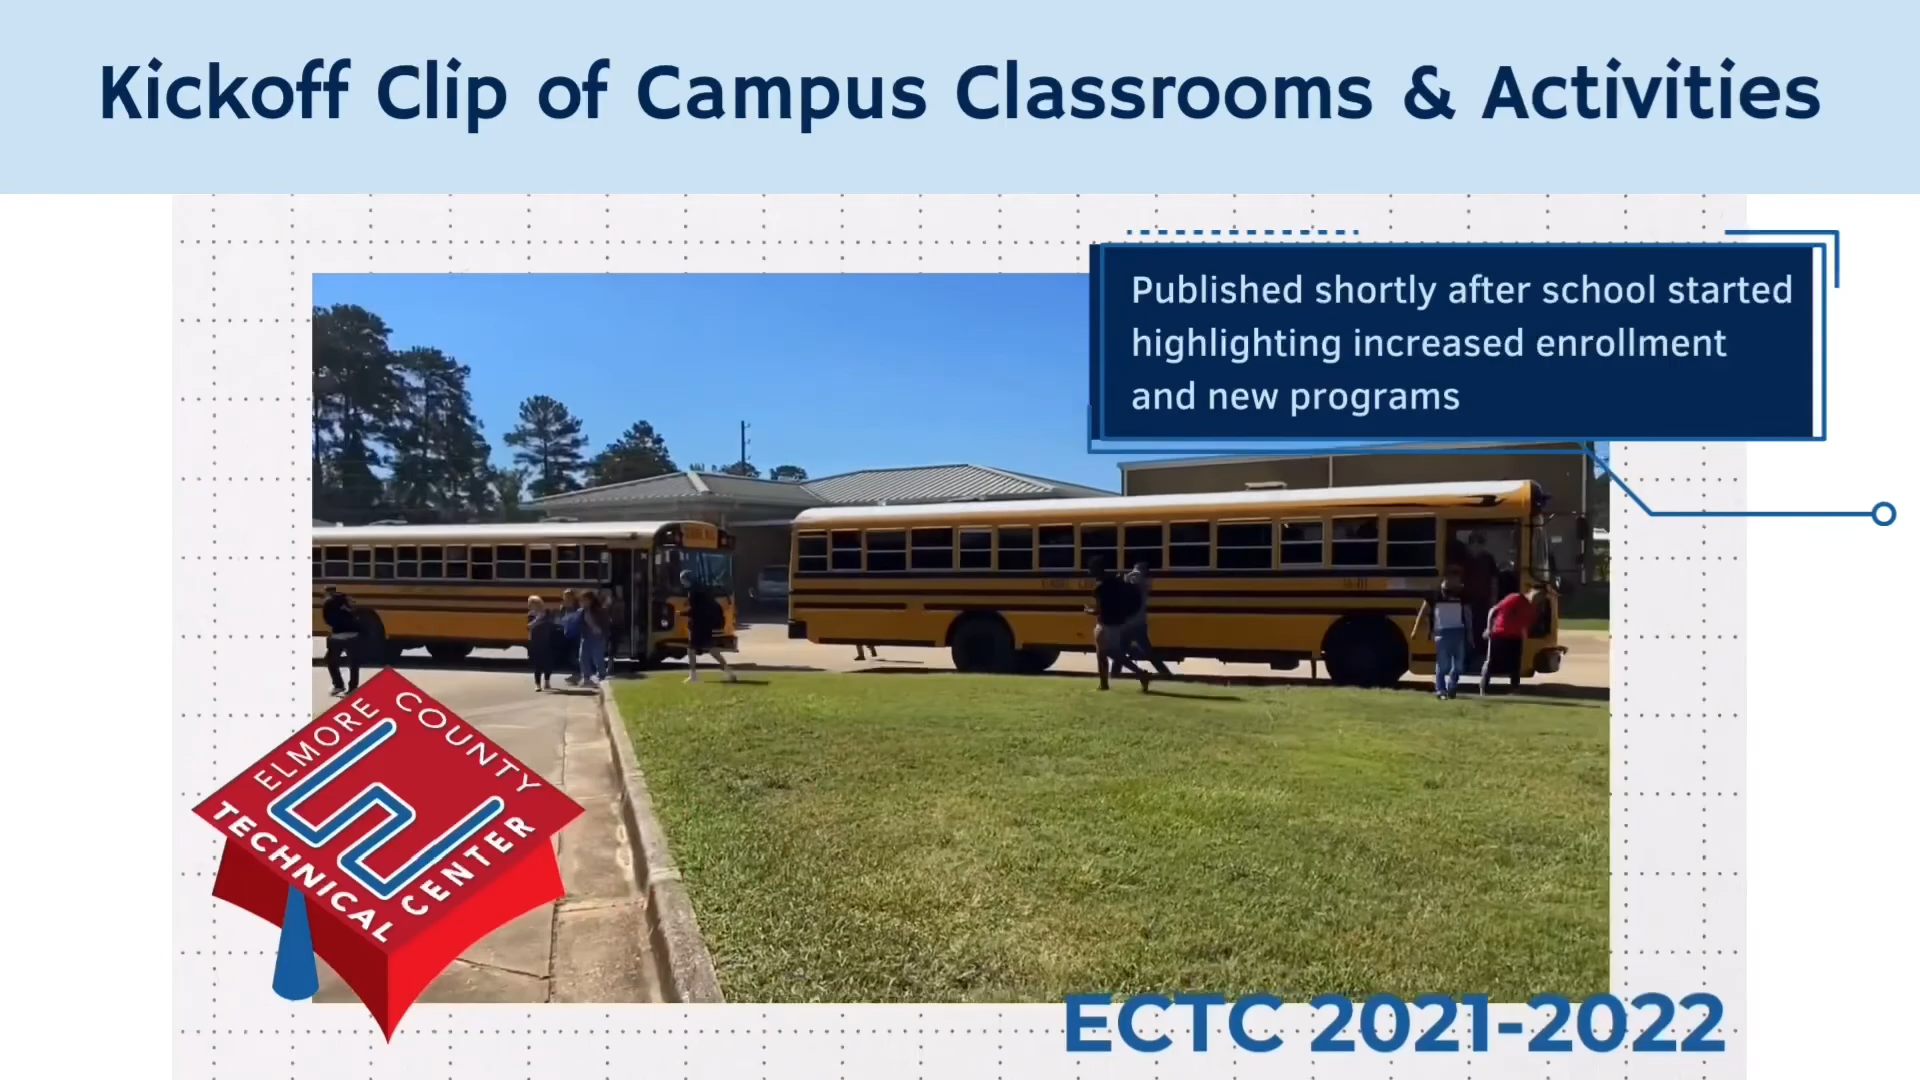 Kickoff Clip of Campus Classrooms & Activities
Published shortly after school started
highlighting increased enrollment
and new programs
ELMORE COUNTY
TECHNICAL CENTER
ECTC 2021-2022